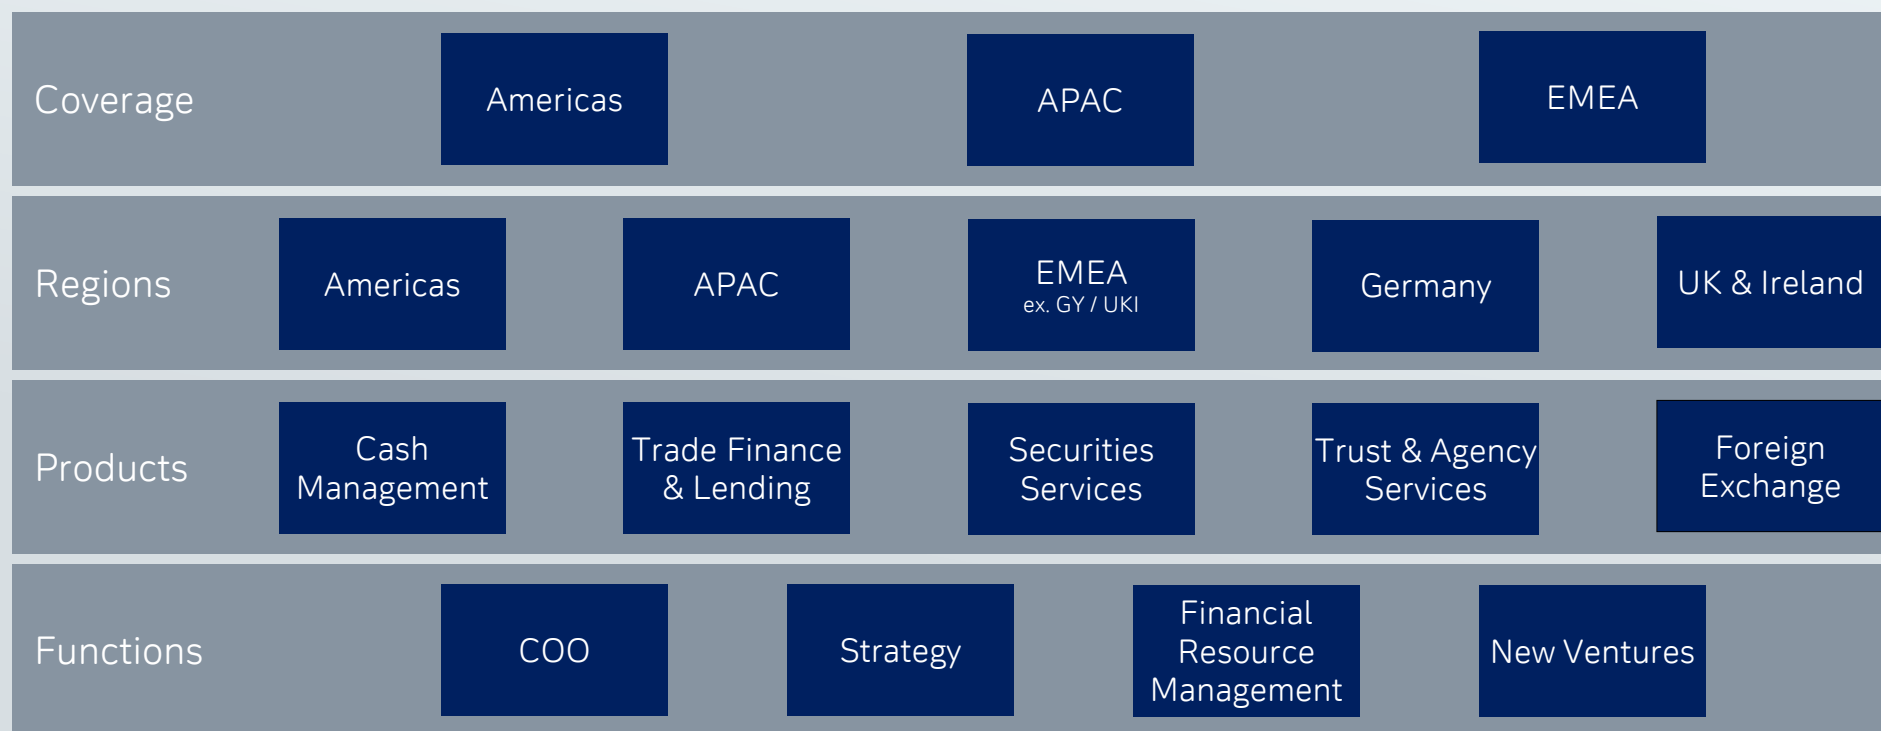 Coverage
Americas
APAC
EMEA
Regions
Americas
APAC
EMEA
ex. GY / UKI
Germany
UK & Ireland
Products
Cash
Management
Trade Finance
& Lending
Securities
Services
Trust & Agency
Services
Foreign
Exchange
Functions
COO
Strategy
Financial
Resource
Management
New Ventures